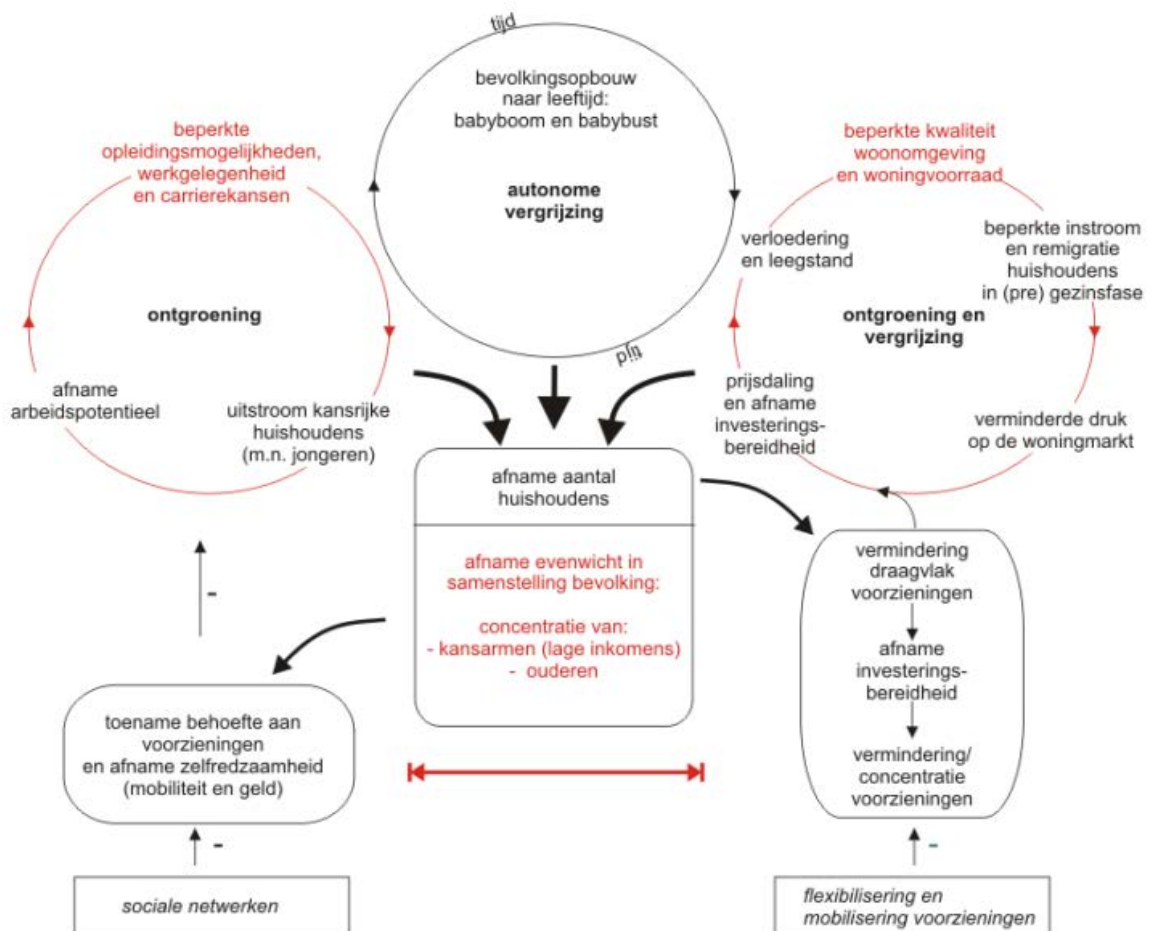 tijd
bevolkingsopbouw
naar leeftijd:
babyboom en babybust
autonome
vergrijzing
tijd
beperkte
opleidingsmogelijkheden,
werkgelegenheid
en carrierekansen
ontgroening
afname
arbeidspotentieel
uitstroom kansrijke
huishoudens
(m.n. jongeren)
beperkte kwaliteit
woonomgeving
en woningvoorraad
verloedering
en leegstand
beperkte instroom
en remigratie
huishoudens
in (pre) gezinsfase
ontgroening en
vergrijzing
prijsdaling
en afname
investerings-
bereidheid
verminderde druk
op de woningmarkt
afname aantal
huishoudens
afname evenwicht in
samenstelling bevolking:
concentratie van:
- kansarmen (lage inkomens)
- ouderen
-
toename behoefte aan
voorzieningen
en afname zelfredzaamheid
(mobiliteit en geld)
-
sociale netwerken
vermindering
draagvlak
voorzieningen
afname
investerings-
bereidheid
vermindering/
concentratie
voorzieningen
-
flexibilisering en
mobilisering voorzieningen